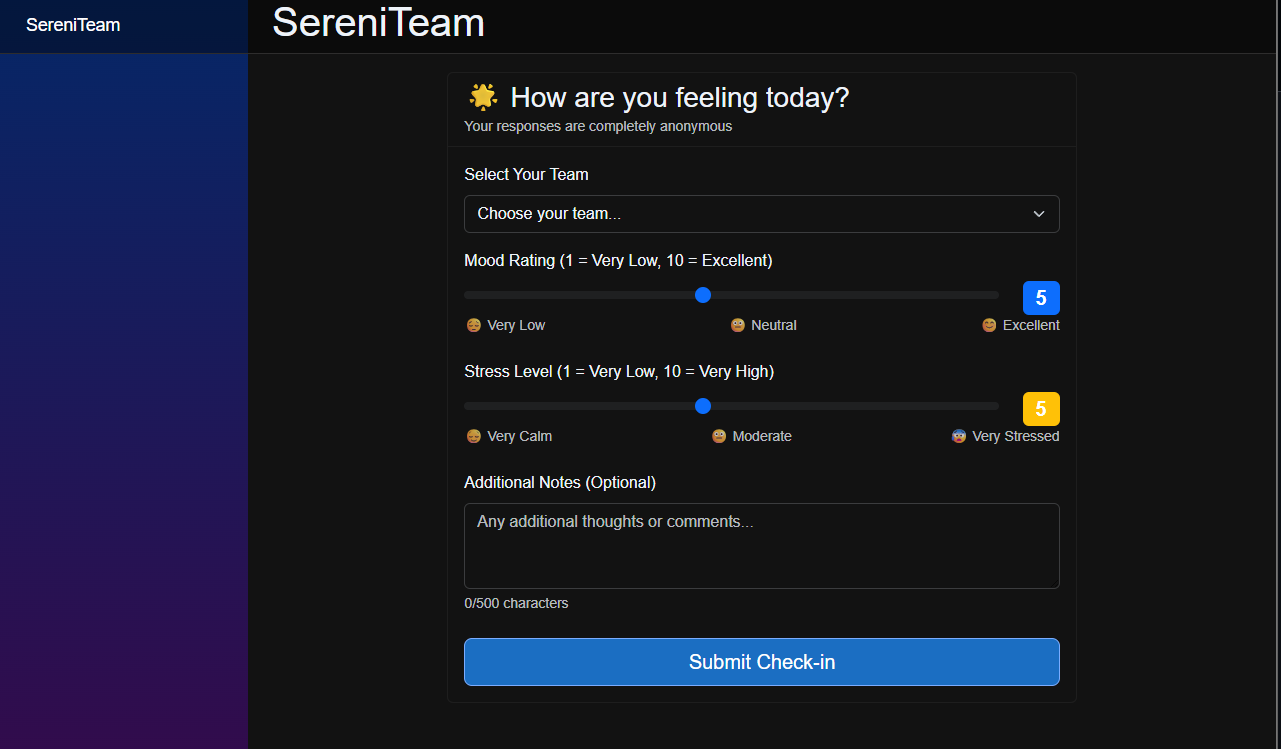 SereniTeam
SereniTeam
🌟 How are you feeling today?
Your responses are completely anonymous
Select Your Team
Choose your team...
Mood Rating (1 = Very Low, 10 = Excellent)
5
Very Low Neutral Excellent
Stress Level (1 = Very Low, 10 = Very High)
5
Very Calm Moderate Very Stressed
Additional Notes (Optional)
Any additional thoughts or comments...
0/500 characters
Submit Check-in